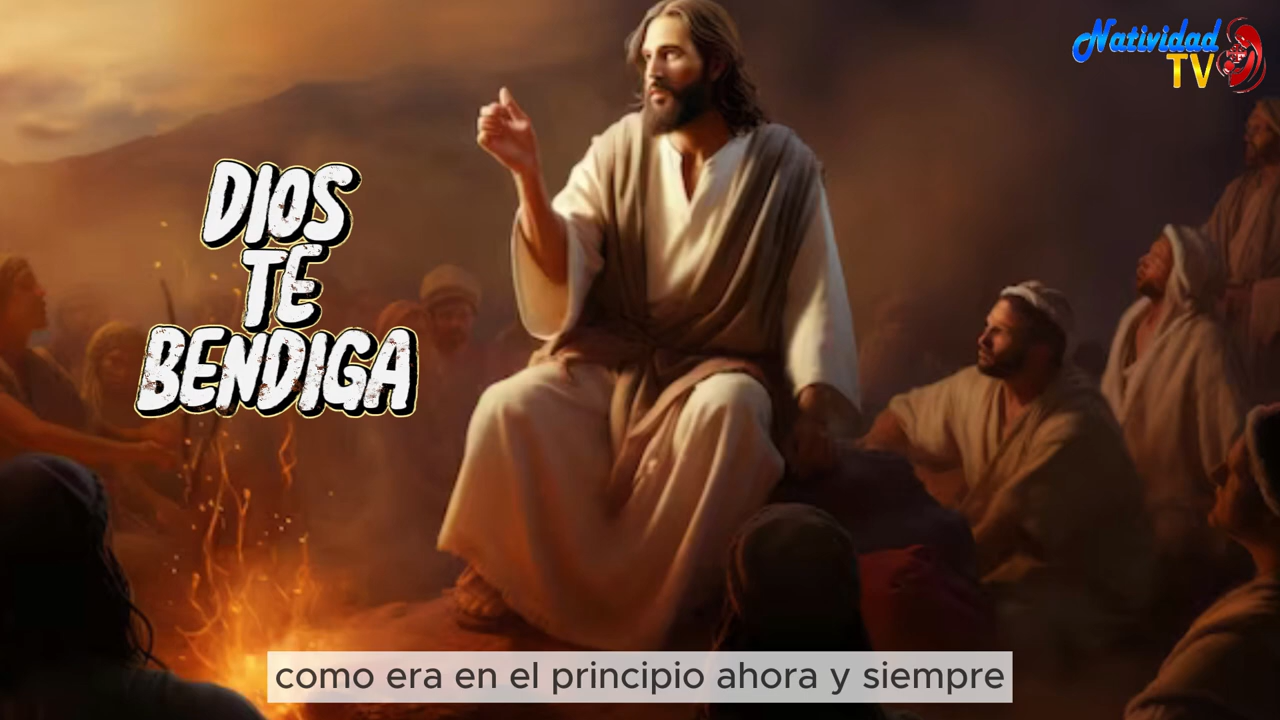 Natividad
TV
DIOS
TE
BENDIGA
como era en el principio ahora y siempre